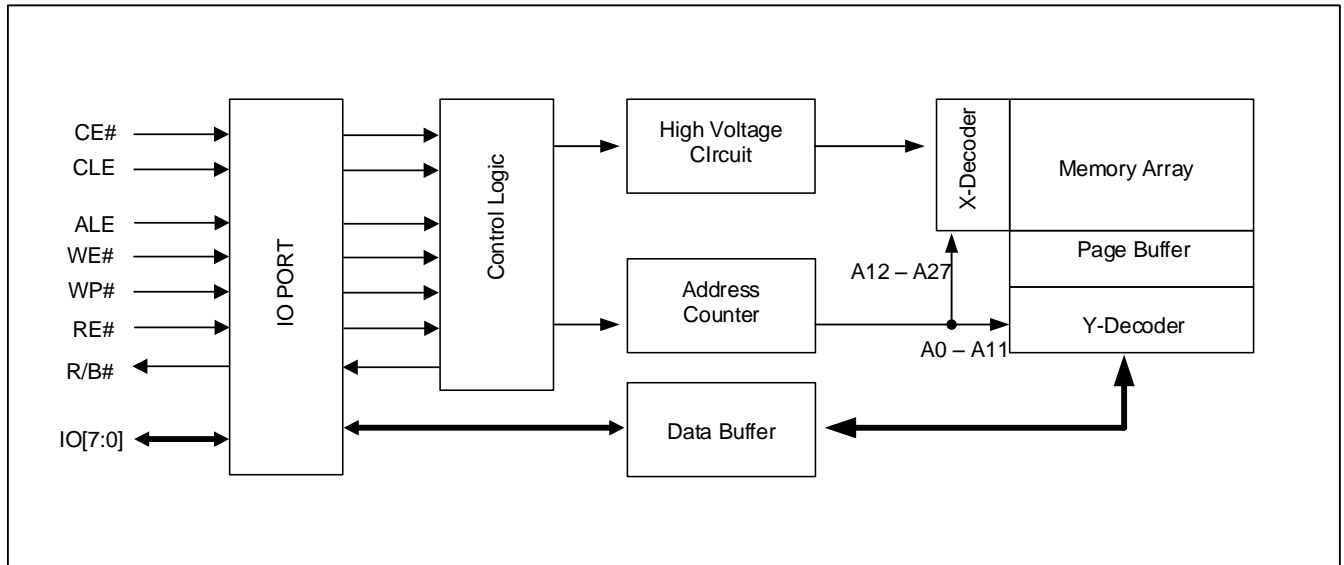 CE#
CLE
ALE
WE#
WP#
RE#
R/B#
IO[7:0]
IO PORT
Control Logic
High Voltage
CIrcuit
Address
Counter
Data Buffer
X-Decoder
Memory Array
Page Buffer
Y-Decoder
A12 – A27
A0 – A11